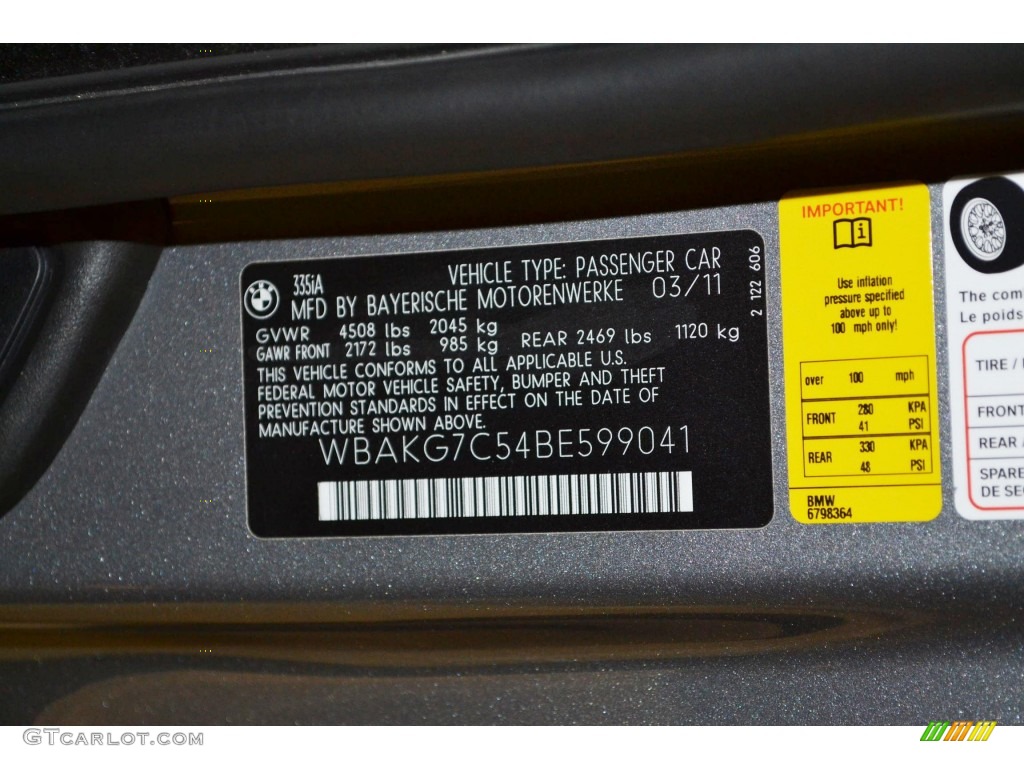 335iA
VEHICLE TYPE: PASSENGER CAR
MFD BY BAYERISCHE MOTORENWERKE 03/11
GVWR 4508 lbs 2045 kg
GAWR FRONT 2172 lbs 985 kg REAR 2469 lbs 1120 kg
THIS VEHICLE CONFORMS TO ALL APPLICABLE U.S.
FEDERAL MOTOR VEHICLE SAFETY, BUMPER AND THEFT
PREVENTION STANDARDS IN EFFECT ON THE DATE OF
MANUFACTURE SHOWN ABOVE.
WBAKG7C54BE599041
2 122 606
IMPORTANT!
i
Use inflation
pressure specified
above up to
100 mph only!
over 100 mph
FRONT 280 KPA
41 PSI
REAR 330 KPA
48 PSI
BMW
6798364
The com
Le poids
TIRE /
FRONT
REAR
SPARE
DE SE
GTcarlot.com